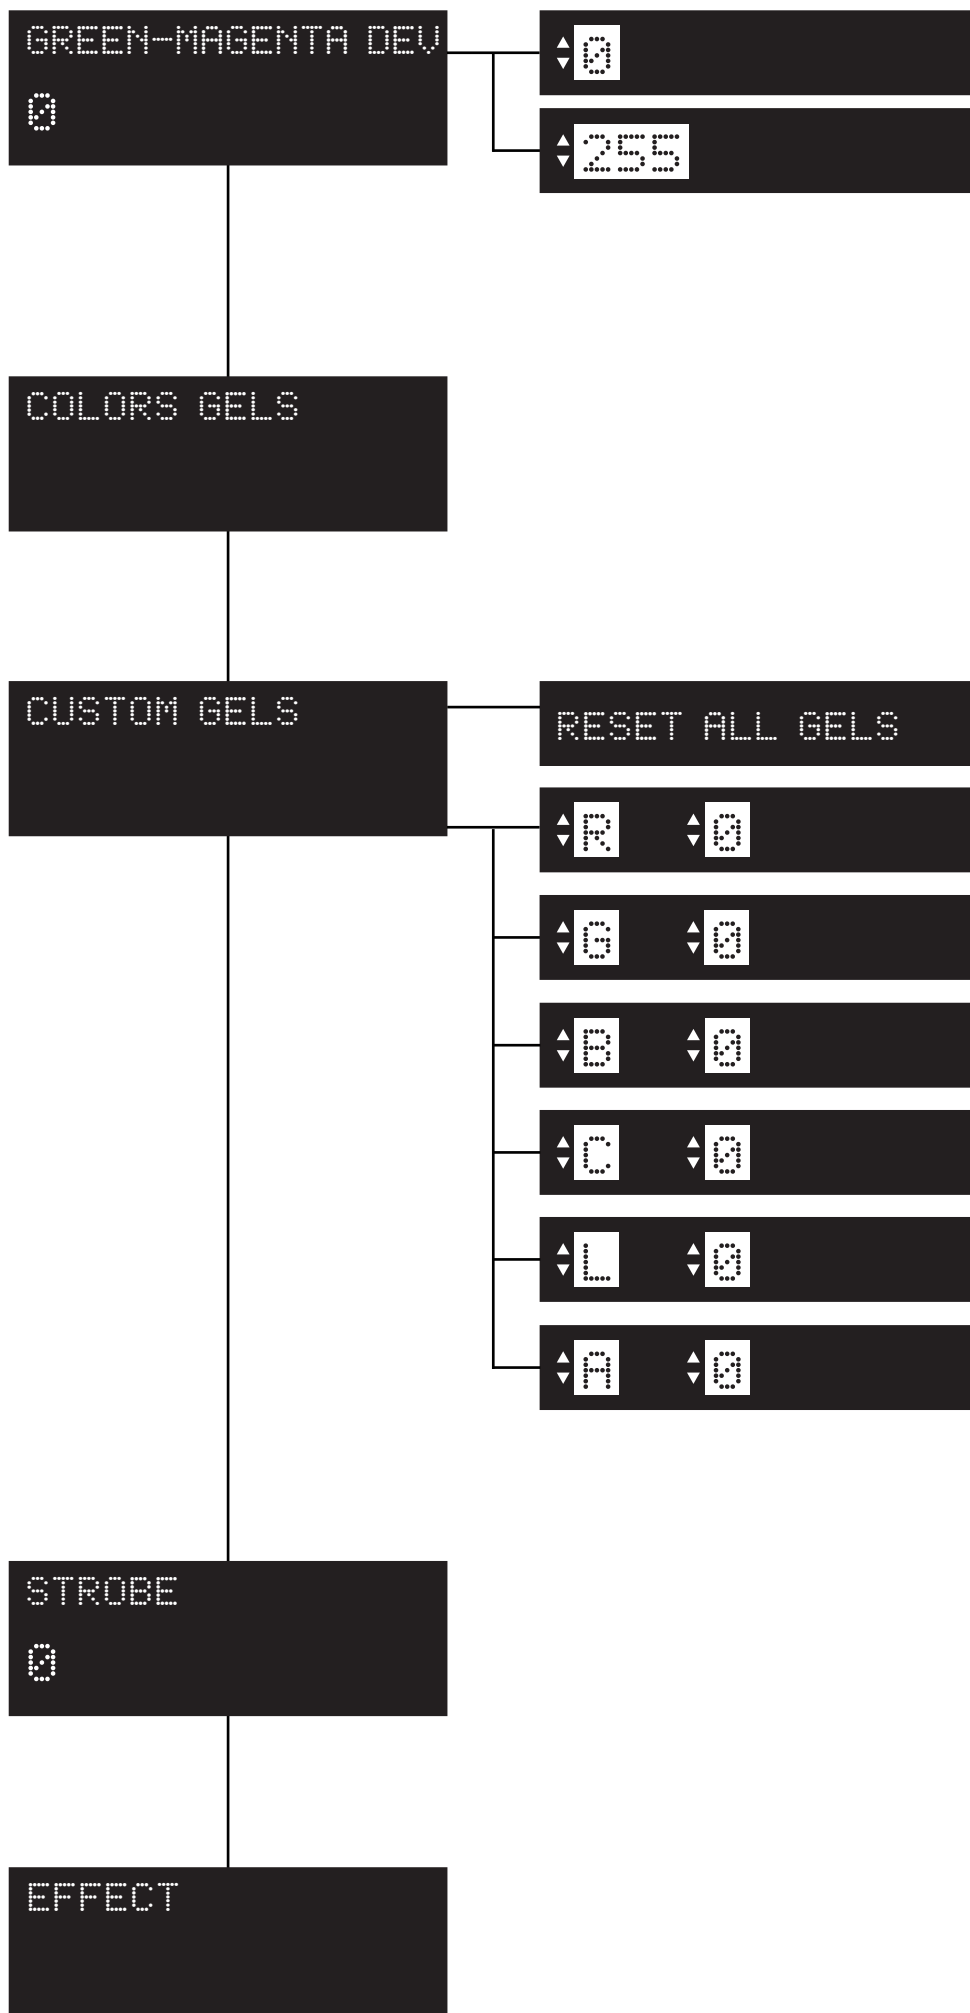 GREEN-MAGENTA DEV
0
0
255
COLORS GELS
CUSTOM GELS
RESET ALL GELS
R 0
G 0
B 0
C 0
L 0
A 0
STROBE
0
EFFECT